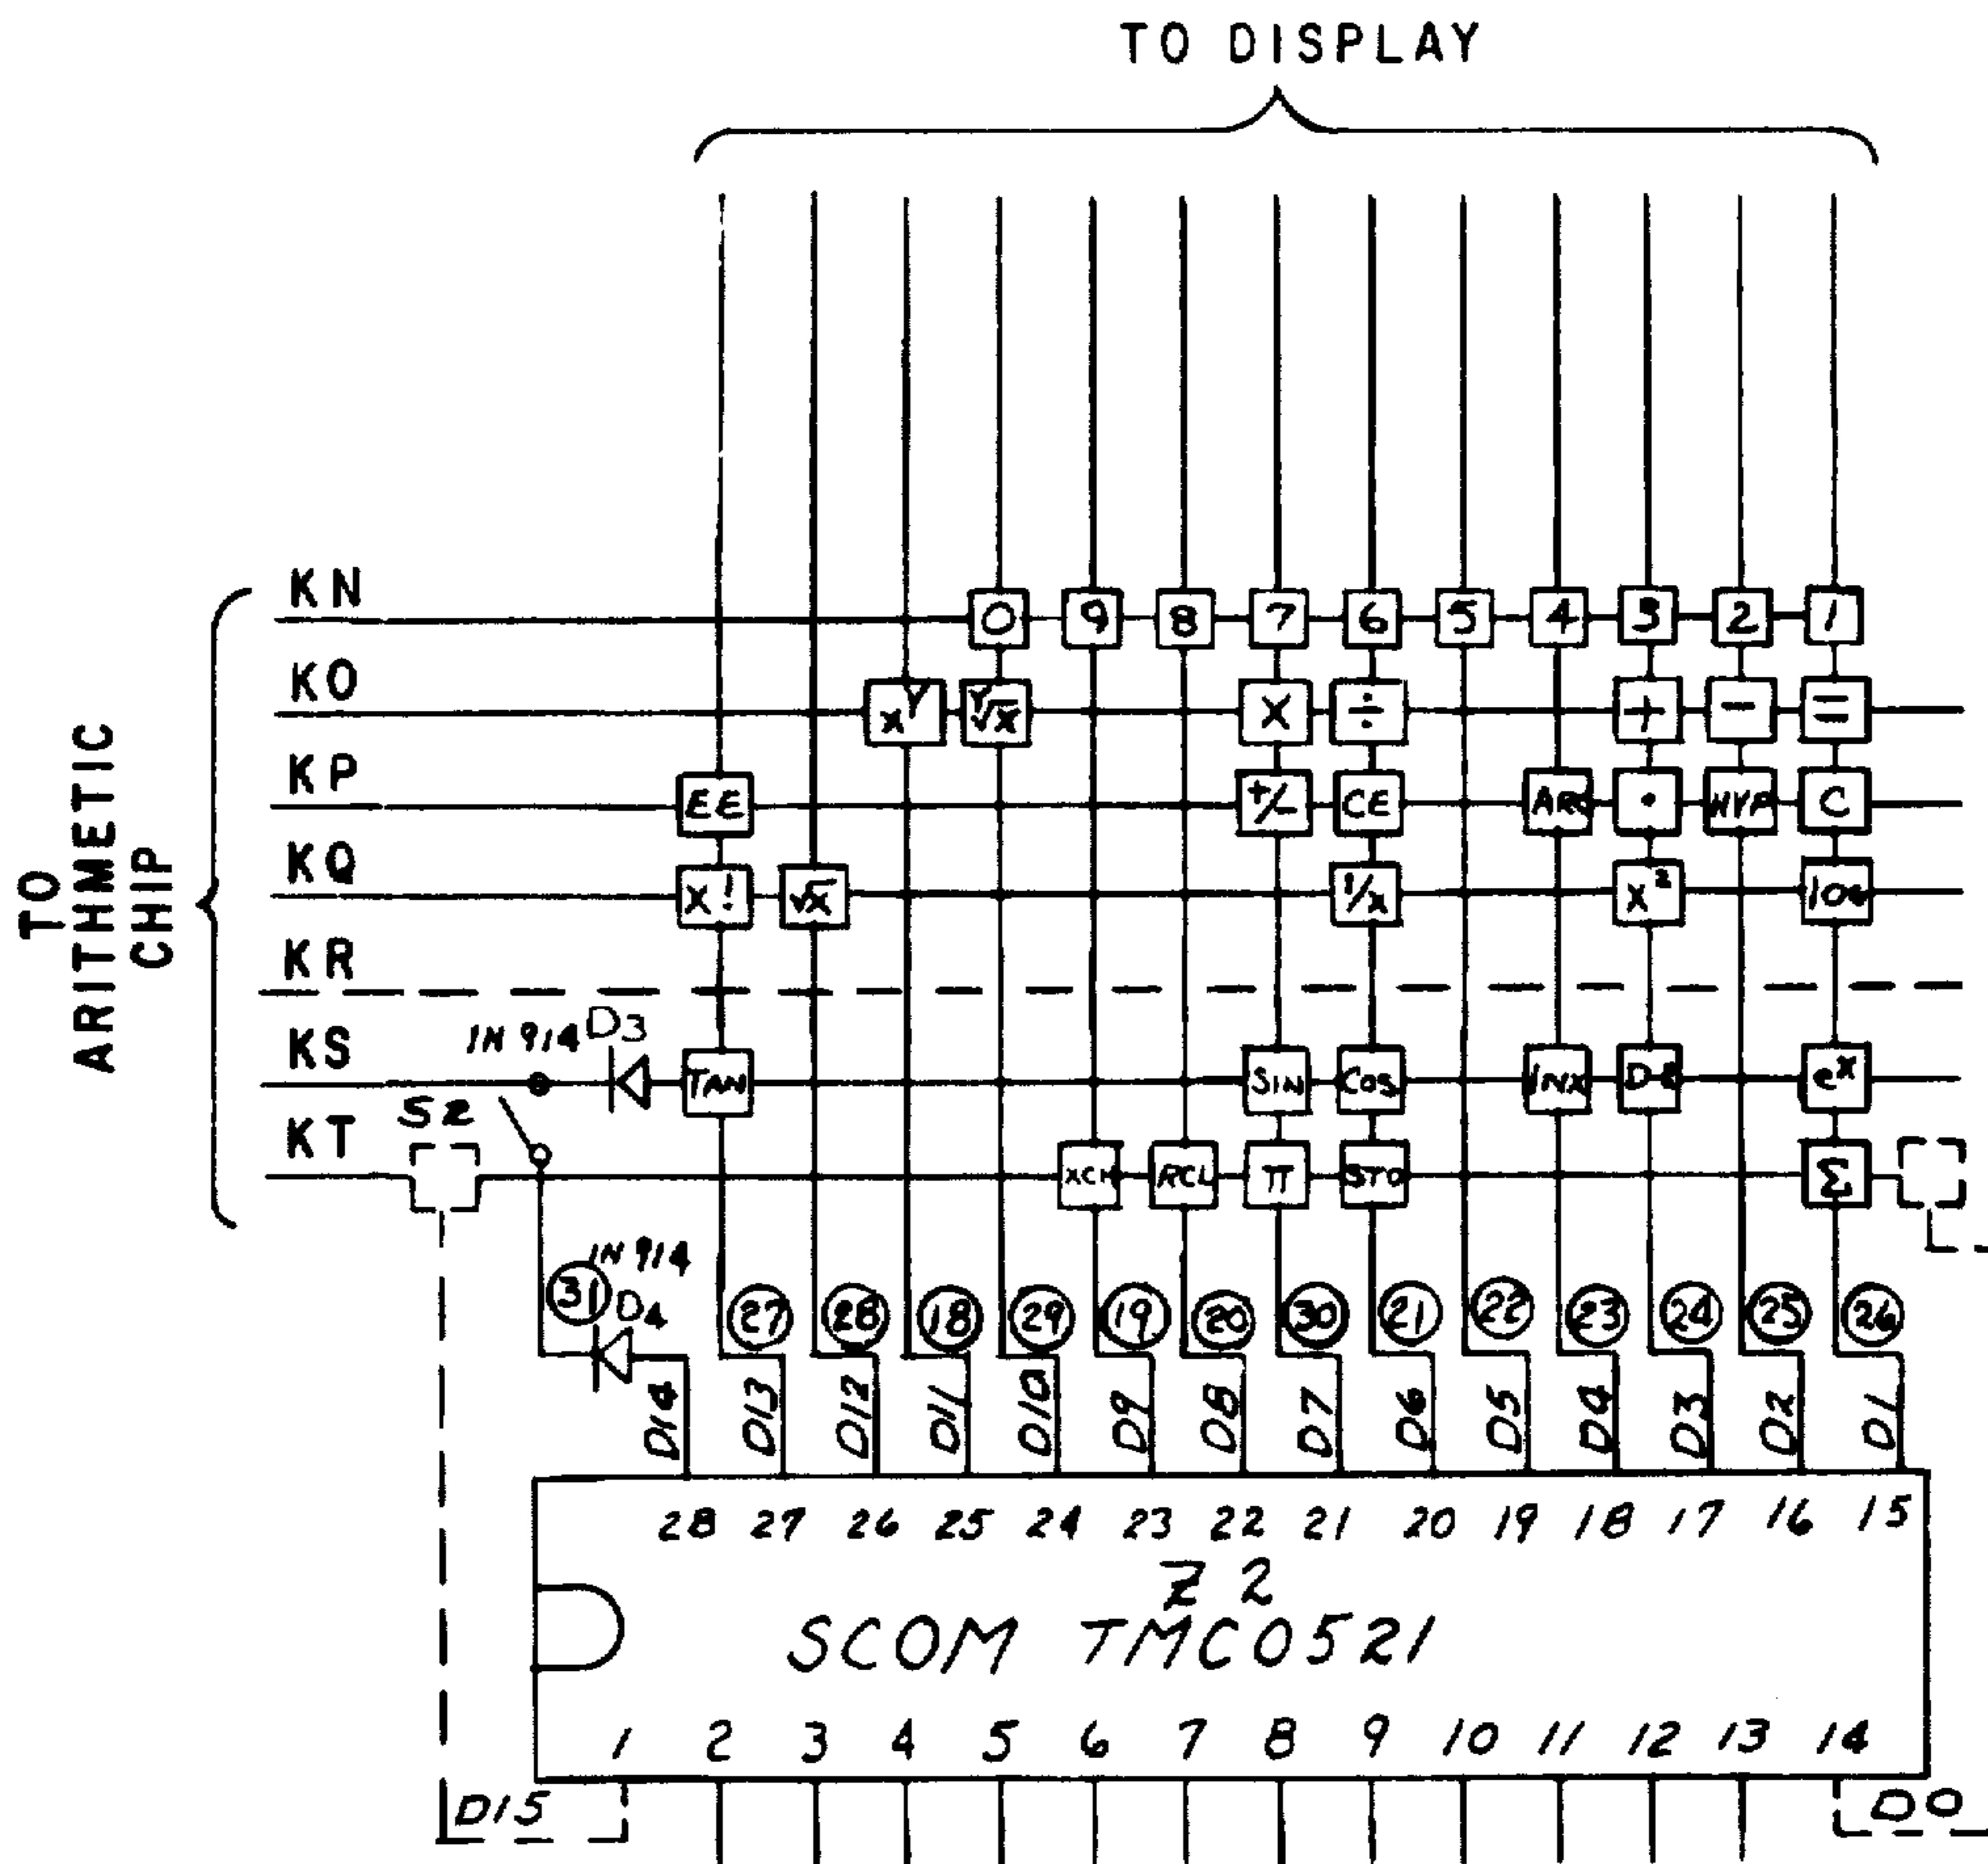 TO DISPLAY
KN 0 9 8 7 6 5 4 3 2 1
KO x^Y Y√x X ÷ + − =
KP EE +/− CE ARC • HYP C
KQ X! √x 1/x x² log
KR
KS IN 914 D3 TAN SIN COS lNX D-R e^x
KT S2 XCH RCL π STO Σ
TO
ARITHMETIC
CHIP
IN 914
31 D4 27 28 18 29 19 20 30 21 22 23 24 25 26
D14 D13 D12 D11 D10 D9 D8 D7 D6 D5 D4 D3 D2 D1
28 27 26 25 24 23 22 21 20 19 18 17 16 15
Z2
SCOM TMC0521
1 2 3 4 5 6 7 8 9 10 11 12 13 14
D15 D0